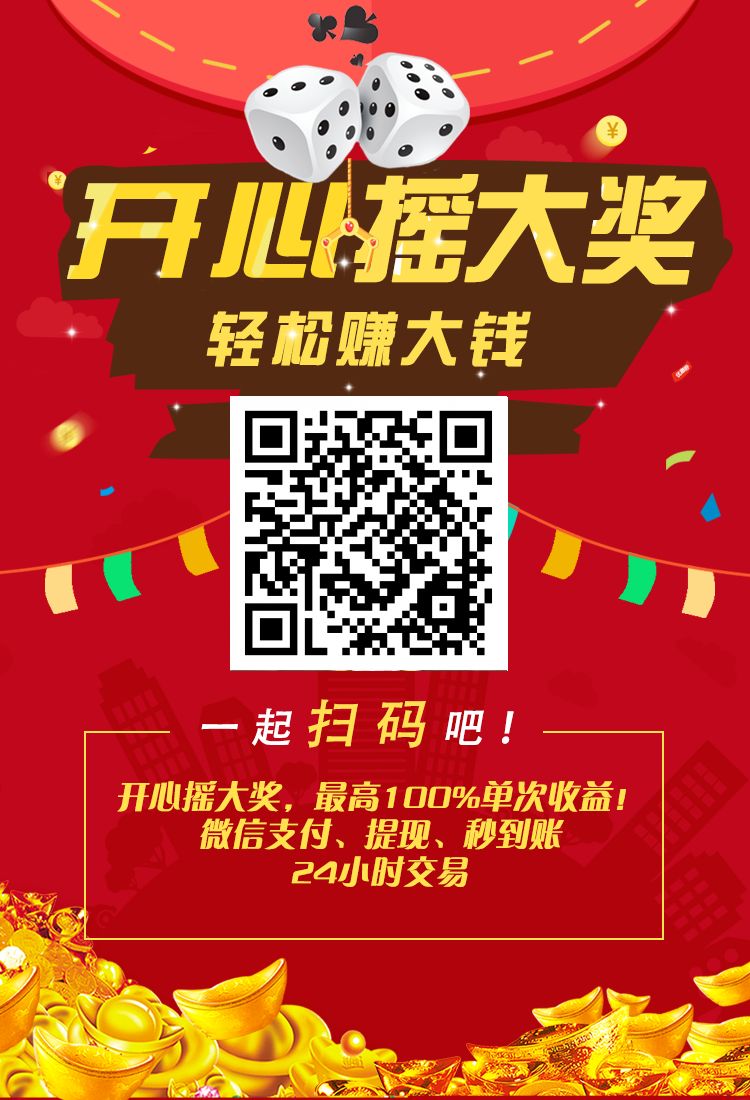 开心摇大奖
轻松赚大钱
一起扫码吧!
开心摇大奖,最高100%单次收益!
微信支付、提现、秒到账
24小时交易
¥
¥